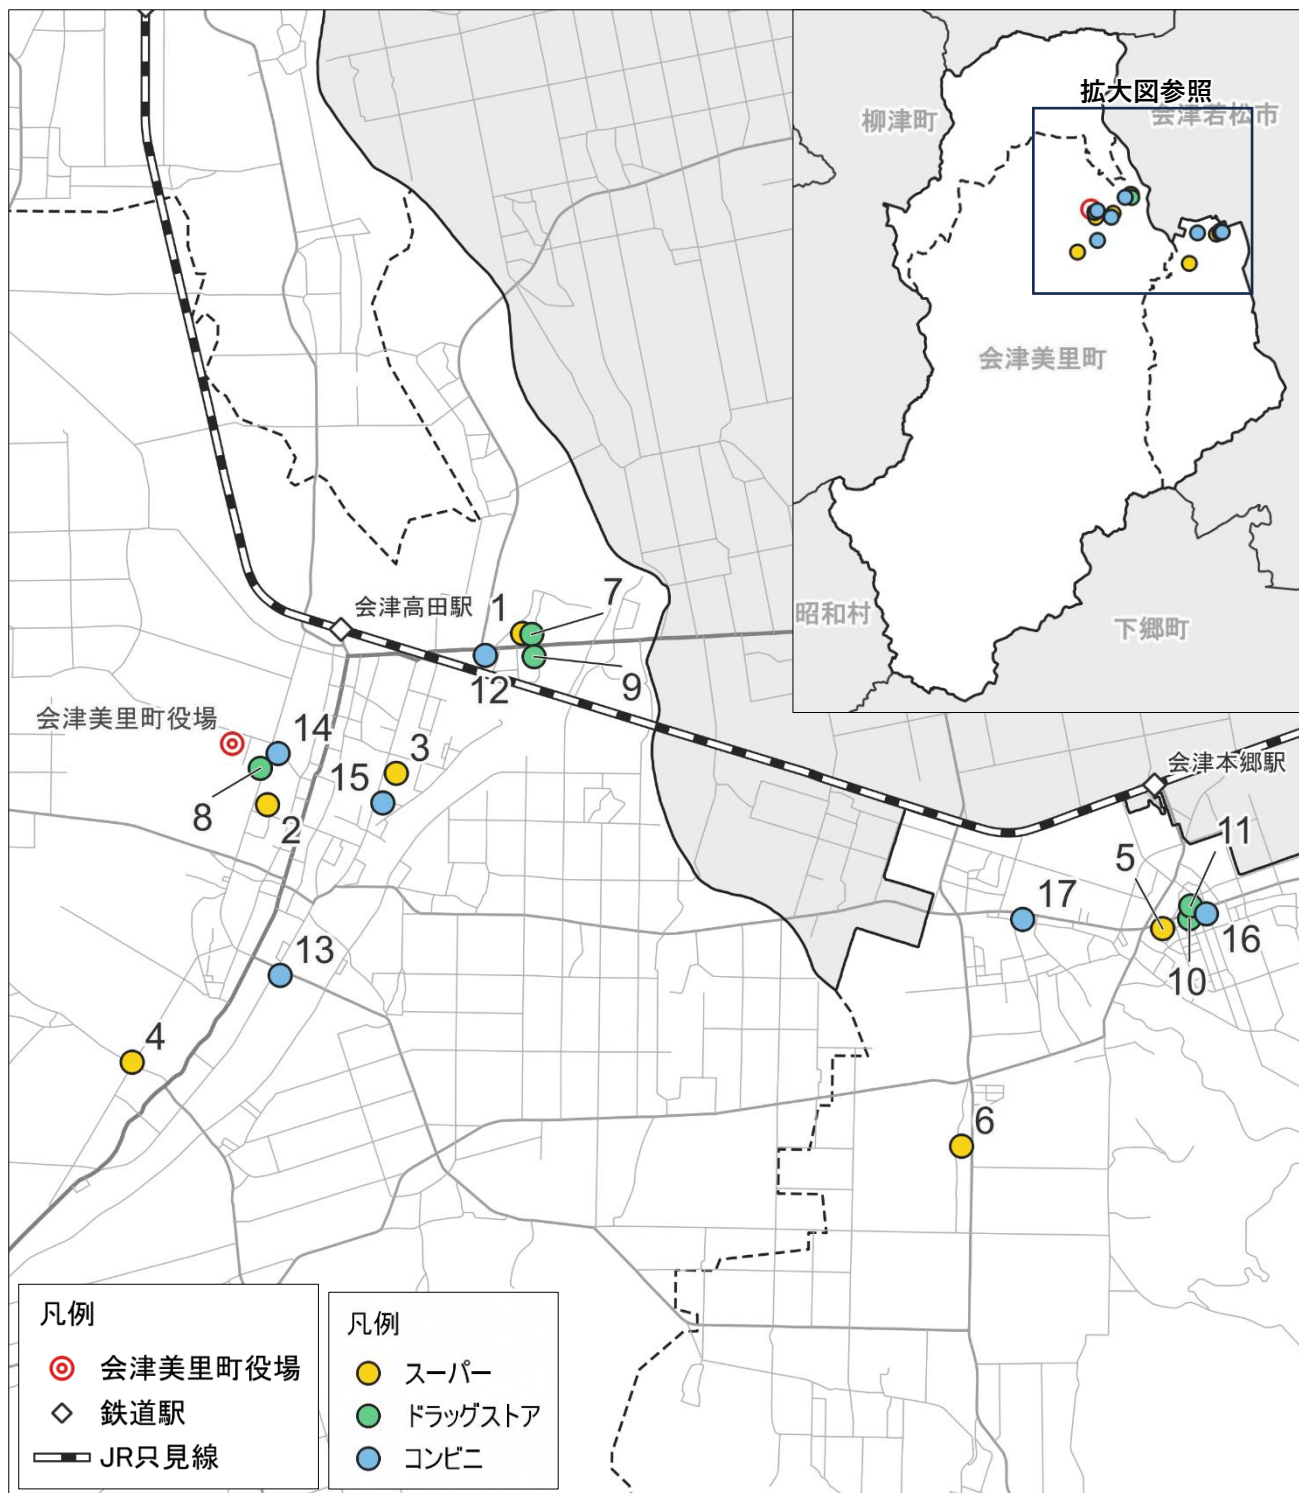 拡大図参照
柳津町
会津若松市
会津美里町
昭和村
下郷町
会津高田駅
1
7
12
9
会津美里町役場
14
3
15
8
2
会津本郷駅
11
5
17
16
10
13
4
6
凡例
会津美里町役場
鉄道駅
JR只見線
凡例
スーパー
ドラッグストア
コンビニ